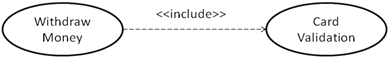 Withdraw
Money
<<include>>
Card
Validation